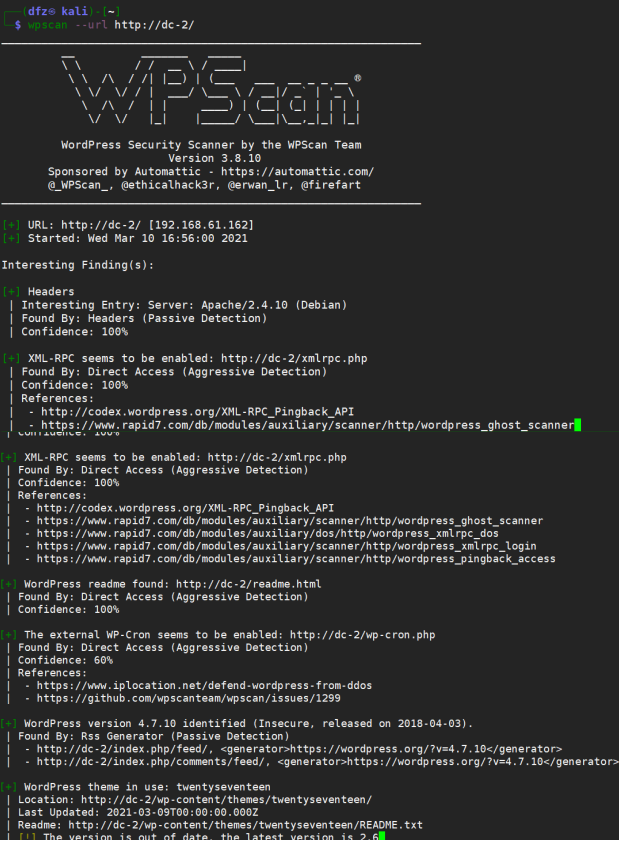 (dfz㉿kali)-[~]
$ wpscan --url http://dc-2/
WPScan ®
WordPress Security Scanner by the WPScan Team
Version 3.8.10
Sponsored by Automattic - https://automattic.com/
@_WPScan_, @ethicalhack3r, @erwan_lr, @firefart
[+] URL: http://dc-2/ [192.168.61.162]
[+] Started: Wed Mar 10 16:56:00 2021
Interesting Finding(s):
[+] Headers
| Interesting Entry: Server: Apache/2.4.10 (Debian)
| Found By: Headers (Passive Detection)
| Confidence: 100%
[+] XML-RPC seems to be enabled: http://dc-2/xmlrpc.php
| Found By: Direct Access (Aggressive Detection)
| Confidence: 100%
| References:
|  - http://codex.wordpress.org/XML-RPC_Pingback_API
|  - https://www.rapid7.com/db/modules/auxiliary/scanner/http/wordpress_ghost_scanner
| Confidence: 100%
[+] XML-RPC seems to be enabled: http://dc-2/xmlrpc.php
| Found By: Direct Access (Aggressive Detection)
| Confidence: 100%
| References:
|  - http://codex.wordpress.org/XML-RPC_Pingback_API
|  - https://www.rapid7.com/db/modules/auxiliary/scanner/http/wordpress_ghost_scanner
|  - https://www.rapid7.com/db/modules/auxiliary/dos/http/wordpress_xmlrpc_dos
|  - https://www.rapid7.com/db/modules/auxiliary/scanner/http/wordpress_xmlrpc_login
|  - https://www.rapid7.com/db/modules/auxiliary/scanner/http/wordpress_pingback_access
[+] WordPress readme found: http://dc-2/readme.html
| Found By: Direct Access (Aggressive Detection)
| Confidence: 100%
[+] The external WP-Cron seems to be enabled: http://dc-2/wp-cron.php
| Found By: Direct Access (Aggressive Detection)
| Confidence: 60%
| References:
|  - https://www.iplocation.net/defend-wordpress-from-ddos
|  - https://github.com/wpscanteam/wpscan/issues/1299
[+] WordPress version 4.7.10 identified (Insecure, released on 2018-04-03).
| Found By: Rss Generator (Passive Detection)
|  - http://dc-2/index.php/feed/, <generator>https://wordpress.org/?v=4.7.10</generator>
|  - http://dc-2/index.php/comments/feed/, <generator>https://wordpress.org/?v=4.7.10</generator>
[+] WordPress theme in use: twentyseventeen
| Location: http://dc-2/wp-content/themes/twentyseventeen/
| Last Updated: 2021-03-09T00:00:00.000Z
| Readme: http://dc-2/wp-content/themes/twentyseventeen/README.txt
| [!] The version is out of date, the latest version is 2.6